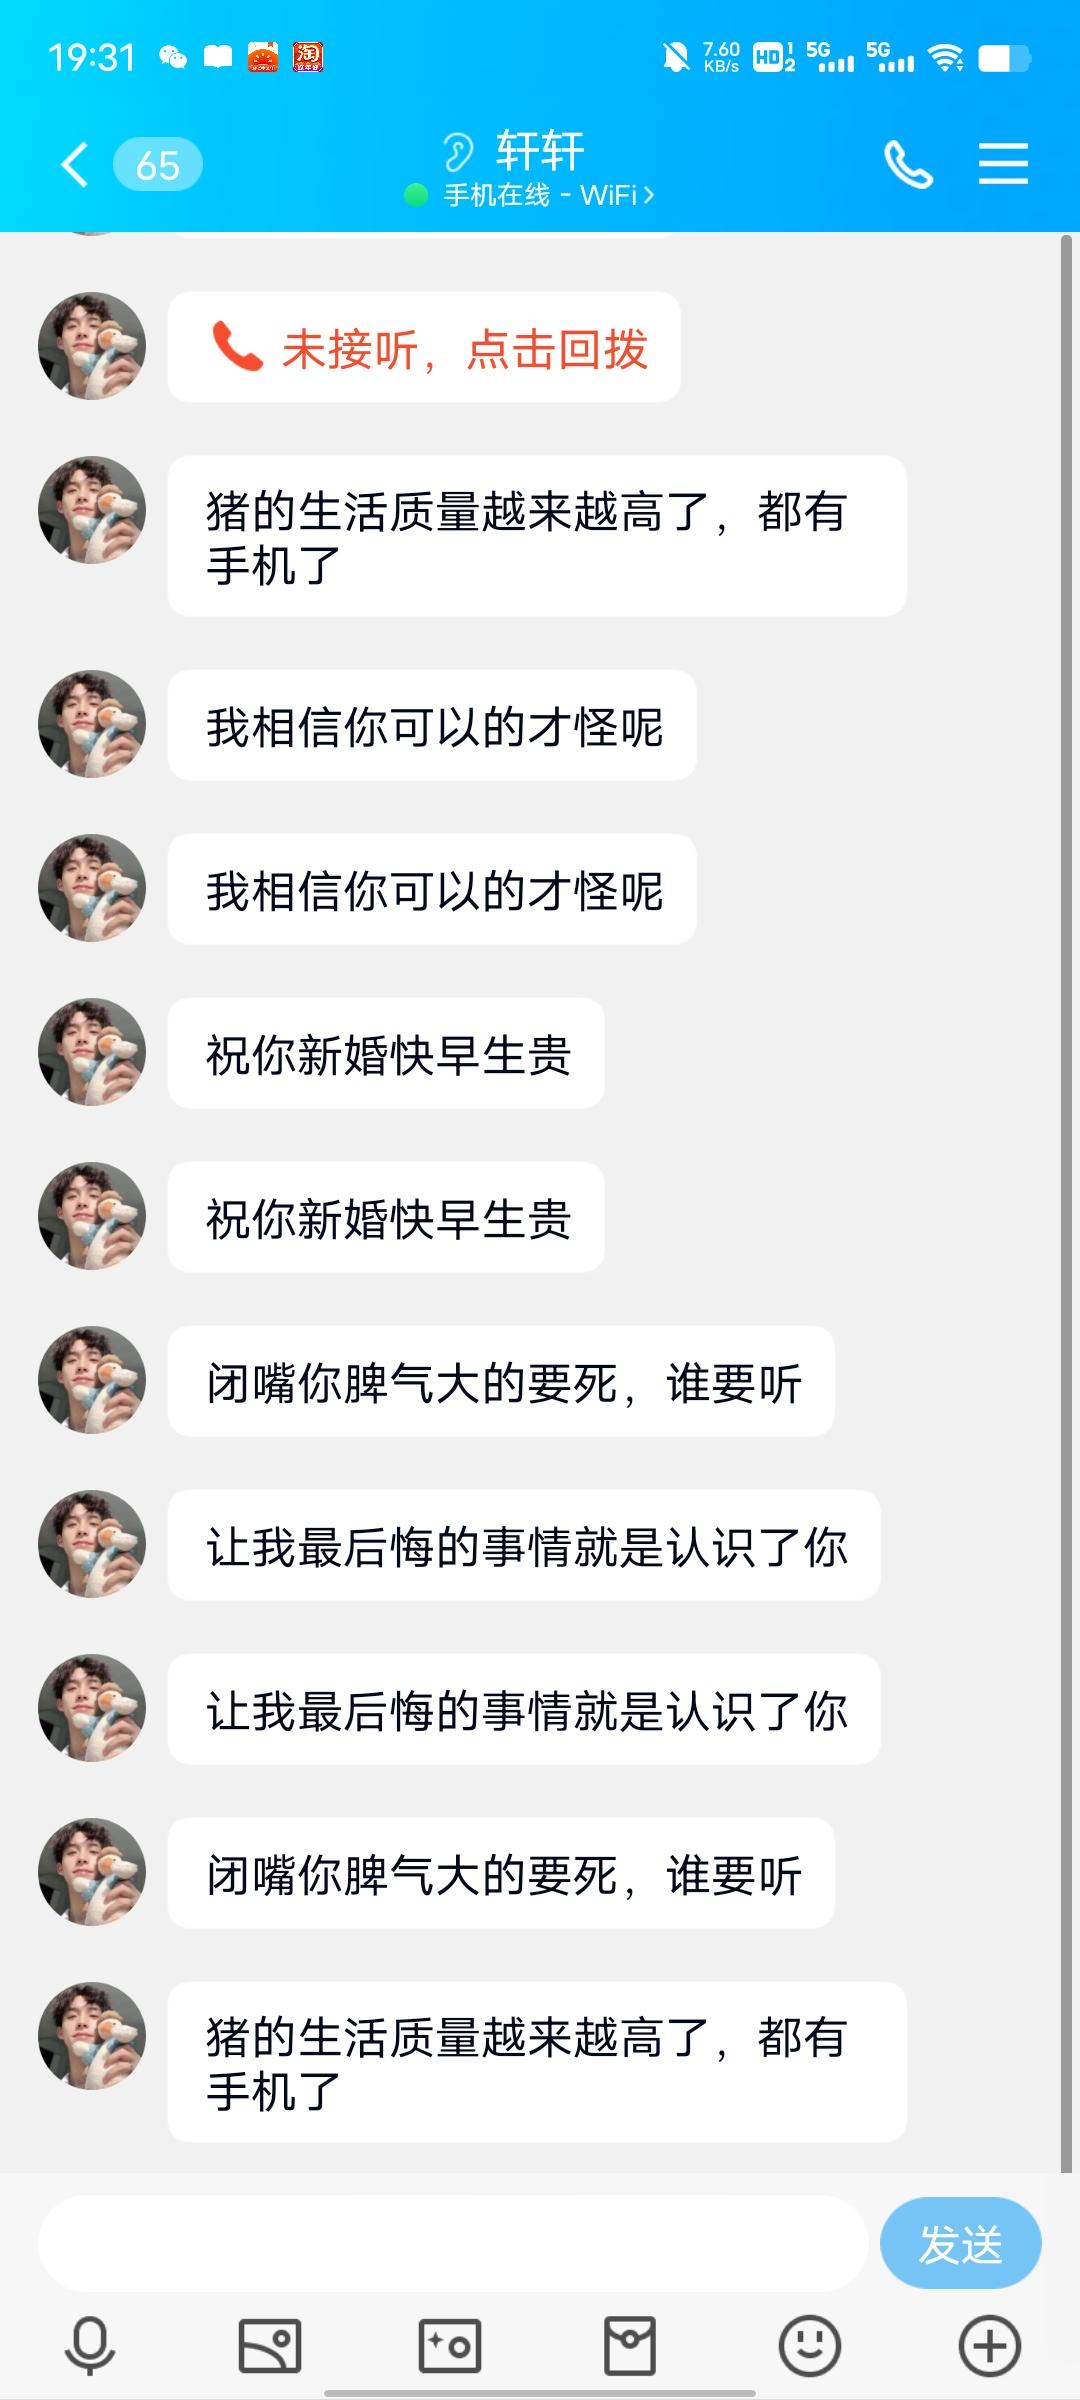 19:31
淘
7.60
KB/s
HD 1
2
5G
5G
65
轩轩
手机在线 - WiFi
未接听，点击回拨
猪的生活质量越来越高了，都有
手机了
我相信你可以的才怪呢
我相信你可以的才怪呢
祝你新婚快早生贵
祝你新婚快早生贵
闭嘴你脾气大的要死，谁要听
让我最后悔的事情就是认识了你
让我最后悔的事情就是认识了你
闭嘴你脾气大的要死，谁要听
猪的生活质量越来越高了，都有
手机了
发送